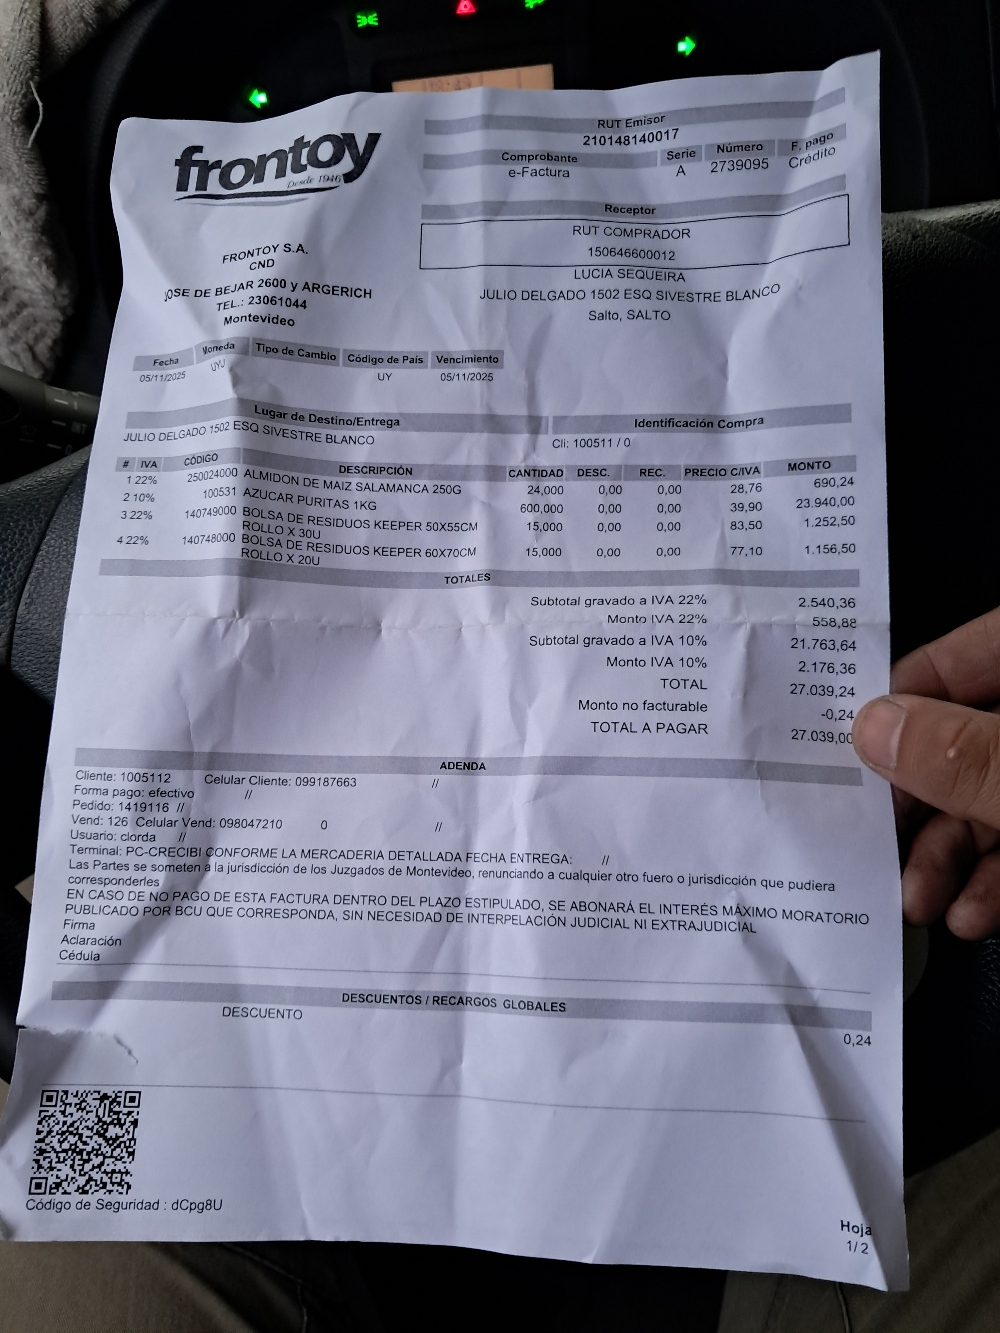 frontoy
Desde 1946
RUT Emisor
210148140017
Comprobante Serie Número F. pago
e-Factura A 2739095 Crédito
Receptor
RUT COMPRADOR
150646600012
LUCIA SEQUEIRA
JULIO DELGADO 1502 ESQ SIVESTRE BLANCO
Salto, SALTO
FRONTOY S.A.
CND
JOSE DE BEJAR 2600 y ARGERICH
TEL.: 23061044
Montevideo
Fecha Moneda Tipo de Cambio Código de País Vencimiento
05/11/2025 UYU UY 05/11/2025
Lugar de Destino/Entrega Identificación Compra
JULIO DELGADO 1502 ESQ SIVESTRE BLANCO Cli: 100511 / 0
# IVA CÓDIGO DESCRIPCIÓN CANTIDAD DESC. REC. PRECIO C/IVA MONTO
1 22% 250024000 ALMIDON DE MAIZ SALAMANCA 250G 24,000 0,00 0,00 28,76 690,24
2 10% 100531 AZUCAR PURITAS 1KG 600,000 0,00 0,00 39,90 23.940,00
3 22% 140749000 BOLSA DE RESIDUOS KEEPER 50X55CM 15,000 0,00 0,00 83,50 1.252,50
ROLLO X 30U
4 22% 140748000 BOLSA DE RESIDUOS KEEPER 60X70CM 15,000 0,00 0,00 77,10 1.156,50
ROLLO X 20U
TOTALES
Subtotal gravado a IVA 22% 2.540,36
Monto IVA 22% 558,88
Subtotal gravado a IVA 10% 21.763,64
Monto IVA 10% 2.176,36
TOTAL 27.039,24
Monto no facturable -0,24
TOTAL A PAGAR 27.039,00
ADENDA
Cliente: 1005112 Celular Cliente: 099187663 //
Forma pago: efectivo //
Pedido: 1419116 //
Vend: 126 Celular Vend: 098047210 0 //
Usuario: clorda //
Terminal: PC-CRECIBI CONFORME LA MERCADERIA DETALLADA FECHA ENTREGA: //
Las Partes se someten a la jurisdicción de los Juzgados de Montevideo, renunciando a cualquier otro fuero o jurisdicción que pudiera
corresponderles
EN CASO DE NO PAGO DE ESTA FACTURA DENTRO DEL PLAZO ESTIPULADO, SE ABONARÁ EL INTERÉS MÁXIMO MORATORIO
PUBLICADO POR BCU QUE CORRESPONDA, SIN NECESIDAD DE INTERPELACIÓN JUDICIAL NI EXTRAJUDICIAL
Firma
Aclaración
Cédula
DESCUENTOS / RECARGOS GLOBALES
DESCUENTO 0,24
Código de Seguridad : dCpg8U
Hoja
1/ 2